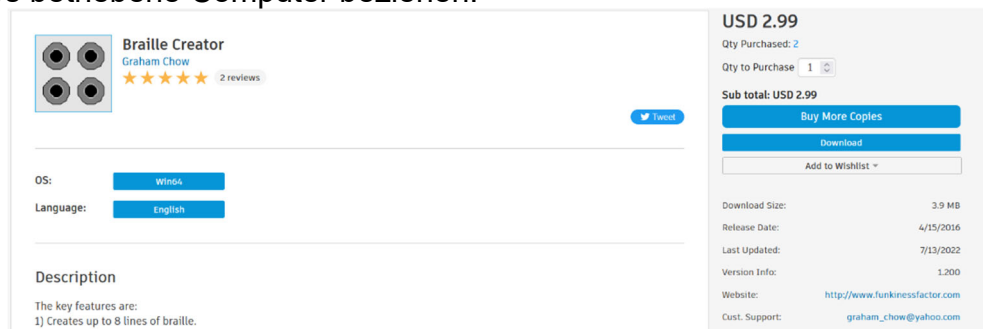 betriebene Computer beziehen.
Braille Creator
Graham Chow
2 reviews
Tweet
OS: Win64
Language: English
Description
The key features are:
1) Creates up to 8 lines of braille.
USD 2.99
Qty Purchased: 2
Qty to Purchase 1
Sub total: USD 2.99
Buy More Copies
Download
Add to Wishlist
Download Size: 3.9 MB
Release Date: 4/15/2016
Last Updated: 7/13/2022
Version Info: 1.200
Website: http://www.funkinessfactor.com
Cust. Support: graham_chow@yahoo.com